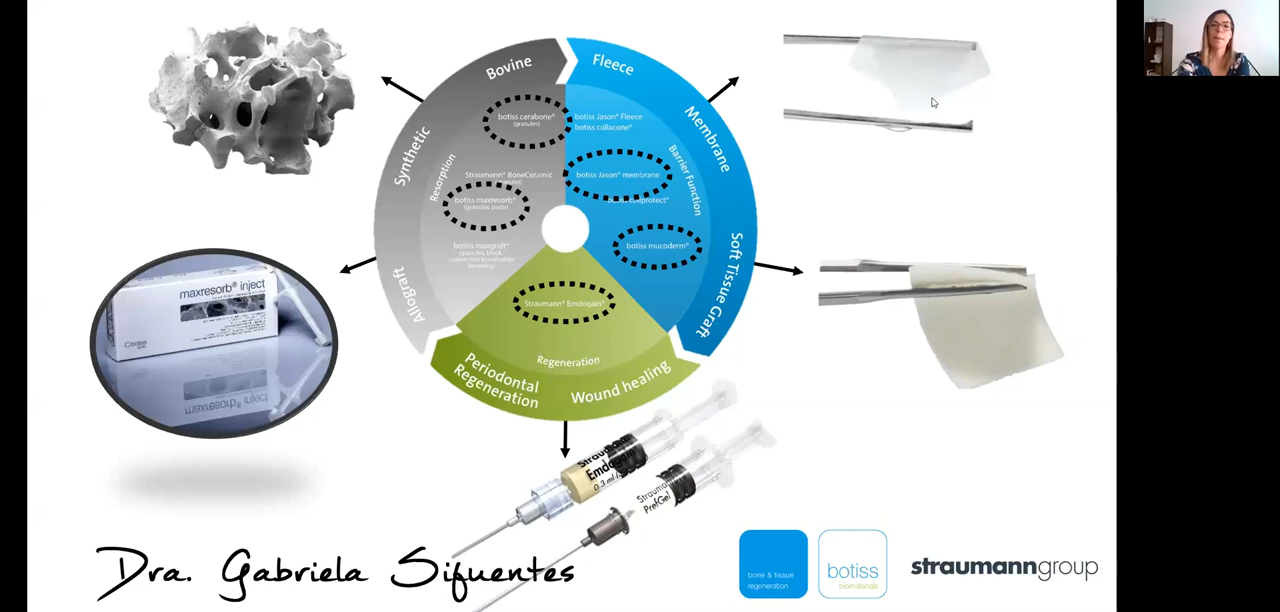 Bovine
Synthetic
Allograft
Resorption
botiss cerabone®
(granules)
Straumann® BoneCeramic
botiss maxresorb®
(granules, paste)
botiss maxgraft®
Fleece
Membrane
Soft Tissue Graft
Barrier Function
botiss Jason® Fleece
botiss collacone®
botiss Jason® membrane
botiss mucoderm®
Straumann® Emdogain®
Regeneration
Periodontal
Regeneration
Wound healing
maxresorb® inject
botiss
maxresorb® inject
Straumann
Emdogain
0.3 ml
Strauma
PrefGel
Dra. Gabriela Sifuentes
bone & tissue
regeneration
botiss
biomaterials
straumanngroup